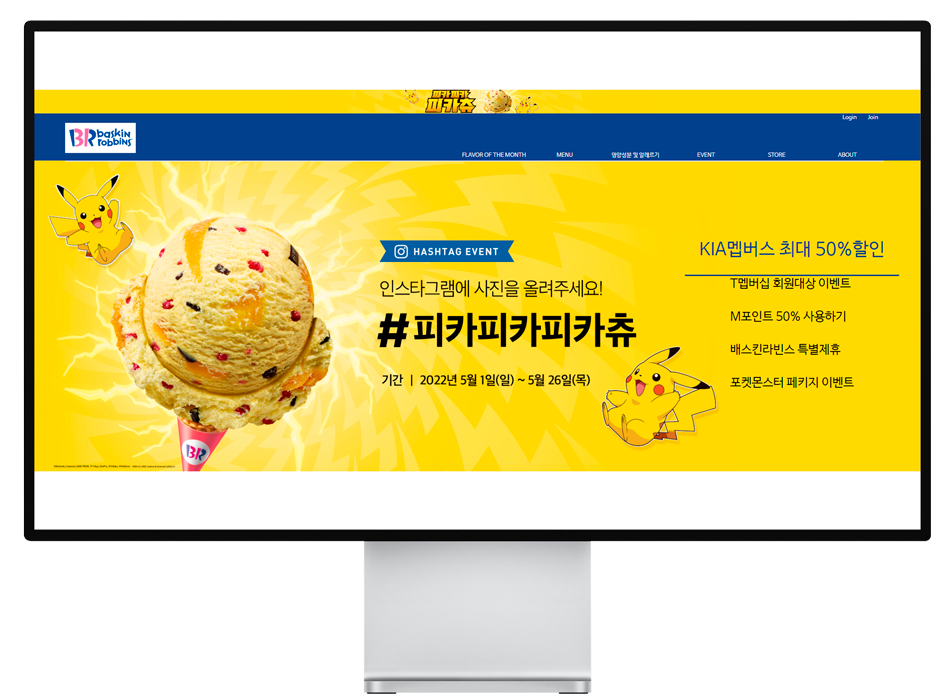 피카피카
피카츄
Login Join
BR baskin robbins
FLAVOR OF THE MONTH MENU 영양성분 및 알레르기 EVENT STORE ABOUT
HASHTAG EVENT
인스타그램에 사진을 올려주세요!
#피카피카피카츄
기간 | 2022년 5월 1일(일) ~ 5월 26일(목)
KIA멥버스 최대 50%할인
T멥버십 회원대상 이벤트
M포인트 50% 사용하기
배스킨라빈스 특별제휴
포켓몬스터 페키지 이벤트
BR